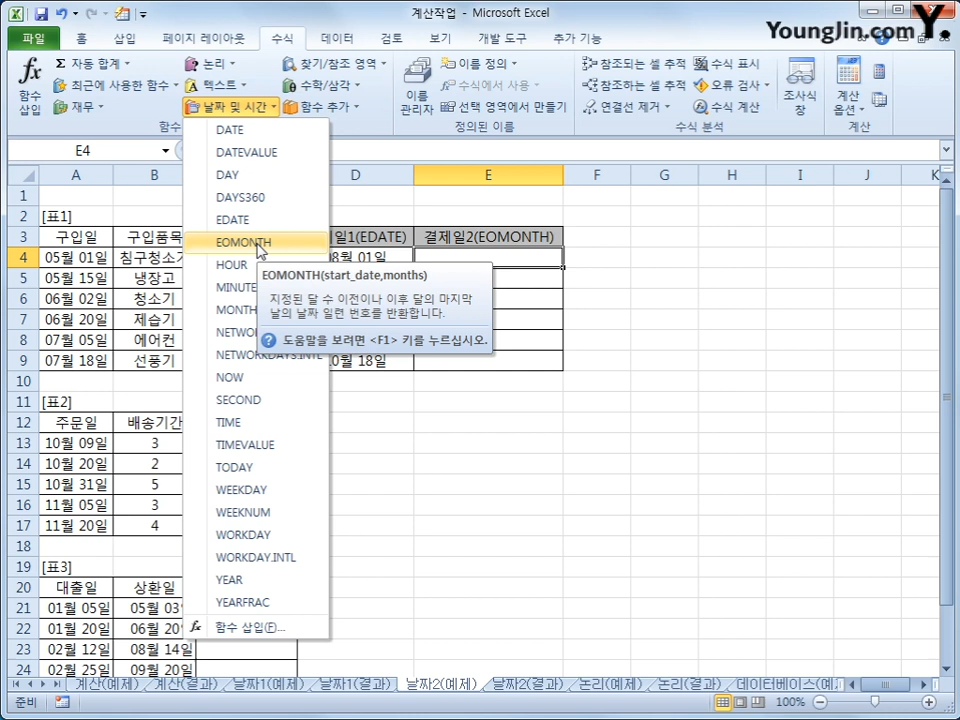 계산작업 - Microsoft Excel
Younglin.com Y.
파일 홈 삽입 페이지 레이아웃 수식 데이터 검토 보기 개발 도구 추가 기능
fx 함수 삽입
Σ 자동 합계 논리 찾기/참조 영역
최근에 사용한 함수 텍스트 수학/삼각
재무 날짜 및 시간 함수 추가
이름 관리자
이름 정의
수식에서 사용
선택 영역에서 만들기
참조되는 셀 추적 수식 표시
참조하는 셀 추적 오류 검사
연결선 제거 수식 계산
조사식 창
계산 옵션
정의된 이름 수식 분석 계산
E4
A B D E F G H I J K
1
2 [표1]
3 구입일 구입품목 일1(EDATE) 결제일2(EOMONTH)
4 05월 01일 침구청소기 08월 01일
5 05월 15일 냉장고
6 06월 02일 청소기
7 06월 20일 제습기
8 07월 05일 에어컨
9 07월 18일 선풍기 10월 18일
10
11 [표2]
12 주문일 배송기간
13 10월 09일 3
14 10월 20일 2
15 10월 31일 5
16 11월 05일 3
17 11월 20일 4
18
19 [표3]
20 대출일 상환일
21 01월 05일 05월 03
22 01월 20일 06월 20
23 02월 12일 08월 14일
24 02월 25일 09월 20일
DATE
DATEVALUE
DAY
DAYS360
EDATE
EOMONTH
HOUR
MINUTE
MONTH
NETWO
NETWORKDAYS.INTL
NOW
SECOND
TIME
TIMEVALUE
TODAY
WEEKDAY
WEEKNUM
WORKDAY
WORKDAY.INTL
YEAR
YEARFRAC
fx 함수 삽입(F)...
EOMONTH(start_date,months)
지정된 달 수 이전이나 이후 달의 마지막
날의 날짜 일련 번호를 반환합니다.
도움말을 보려면 <F1> 키를 누르십시오.
계산(예제) 계산(결과) 날짜1(예제) 날짜1(결과) 날짜2(예제) 날짜2(결과) 논리(예제) 논리(결과) 데이터베이스(예
준비 100%